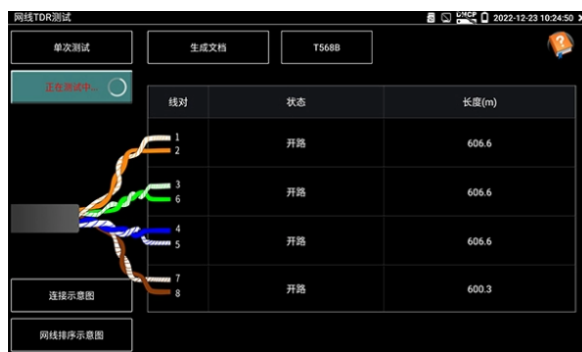 网线TDR测试
DHCP 2022-12-23 10:24:50
单次测试 生成文档 T568B
正在测试中...
线对 状态 长度(m)
1
2 开路 606.6
3
6 开路 606.6
4
5 开路 606.6
7
8 开路 600.3
连接示意图
网线排序示意图